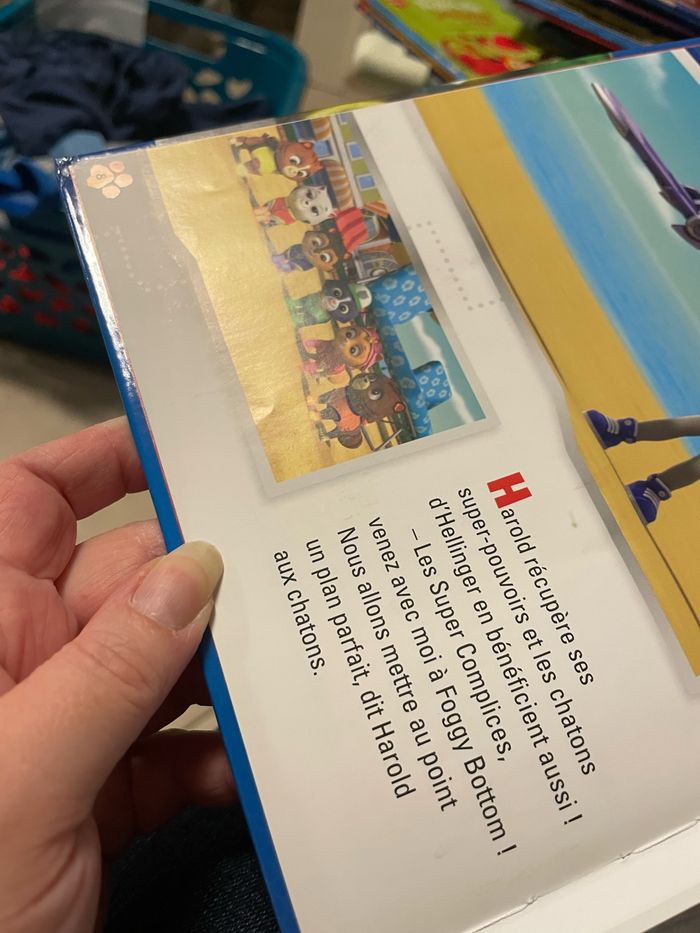 Harold récupère ses
super-pouvoirs et les chatons
d'Hellinger en bénéficient aussi !
– Les Super Complices,
venez avec moi à Foggy Bottom !
Nous allons mettre au point
un plan parfait, dit Harold
aux chatons.
8